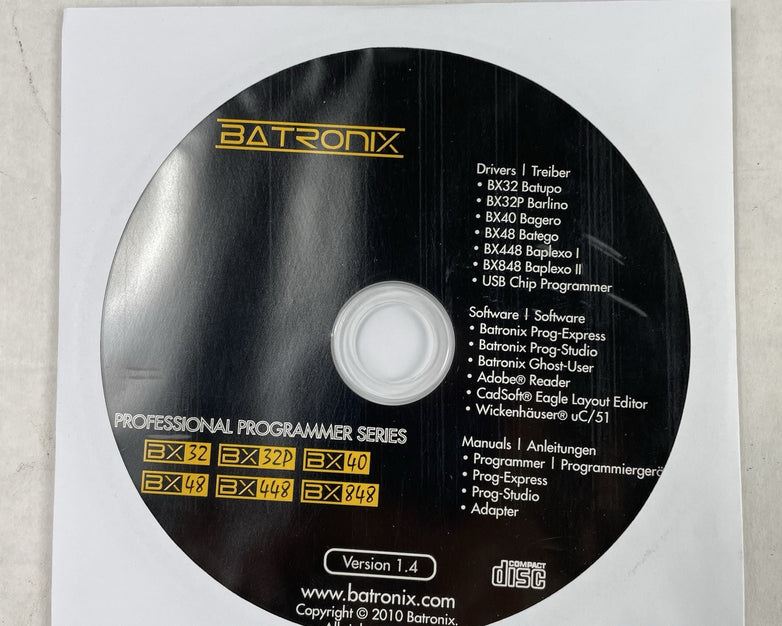 BATRONIX
Drivers | Treiber
• BX32 Batupo
• BX32P Barlino
• BX40 Bagero
• BX48 Batego
• BX448 Baplexo I
• BX848 Baplexo II
• USB Chip Programmer
Software | Software
• Batronix Prog-Express
• Batronix Prog-Studio
• Batronix Ghost-User
• Adobe® Reader
• CadSoft® Eagle Layout Editor
• Wickenhäuser® uC/51
Manuals | Anleitungen
• Programmer | Programmiergerä
• Prog-Express
• Prog-Studio
• Adapter
PROFESSIONAL PROGRAMMER SERIES
BX32 BX32P BX40
BX48 BX448 BX848
Version 1.4
COMPACT
disc
www.batronix.com
Copyright © 2010 Batronix.